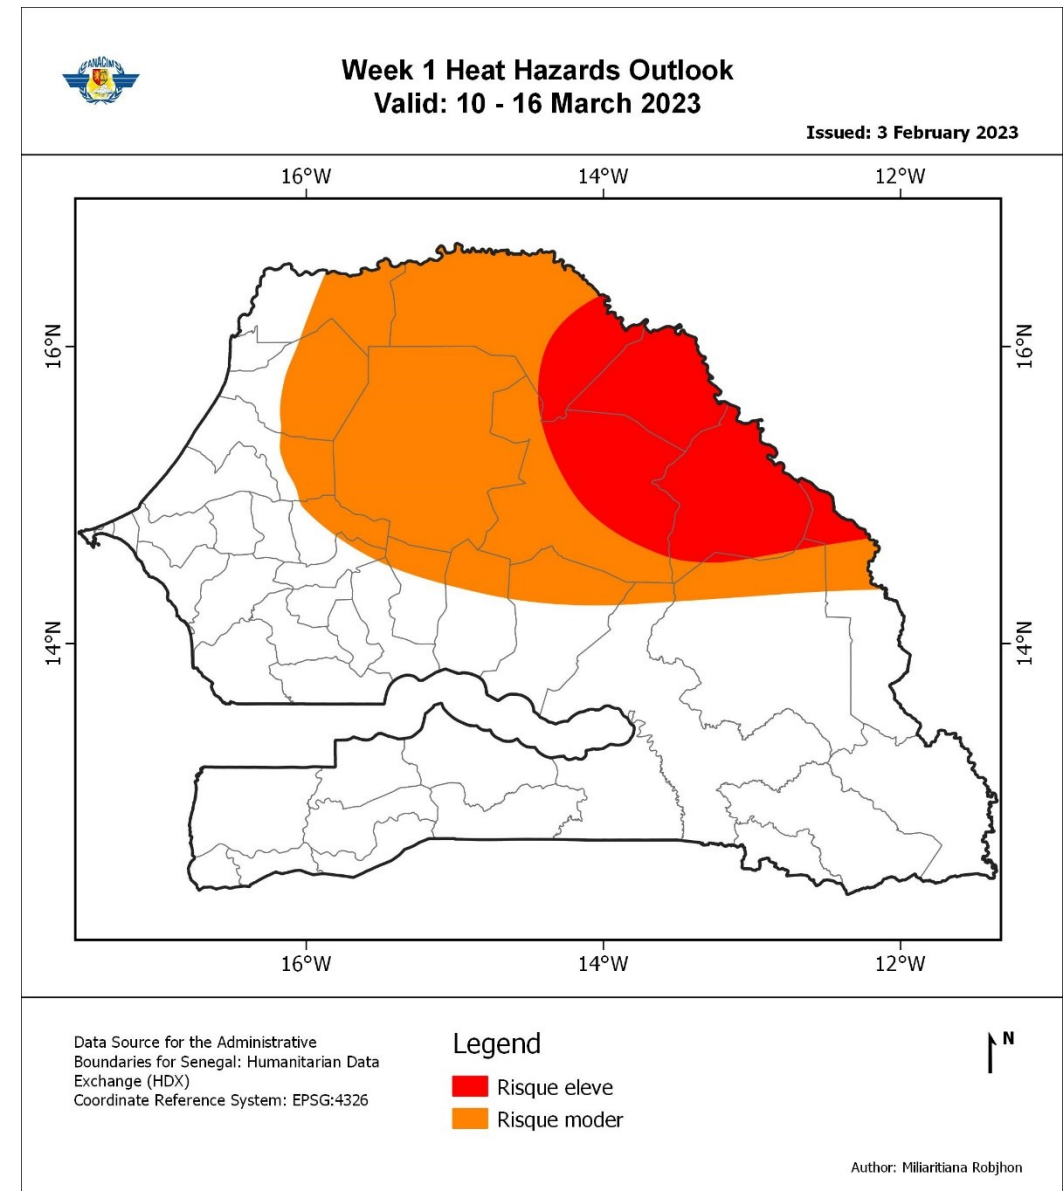 ANACIM
Week 1 Heat Hazards Outlook
Valid: 10 - 16 March 2023
Issued: 3 February 2023
16°W 14°W 12°W
16°N 16°N
14°N 14°N
16°W 14°W 12°W
Data Source for the Administrative
Boundaries for Senegal: Humanitarian Data
Exchange (HDX)
Coordinate Reference System: EPSG:4326
Legend
Risque eleve
Risque moder
N
Author: Miliaritiana Robjhon